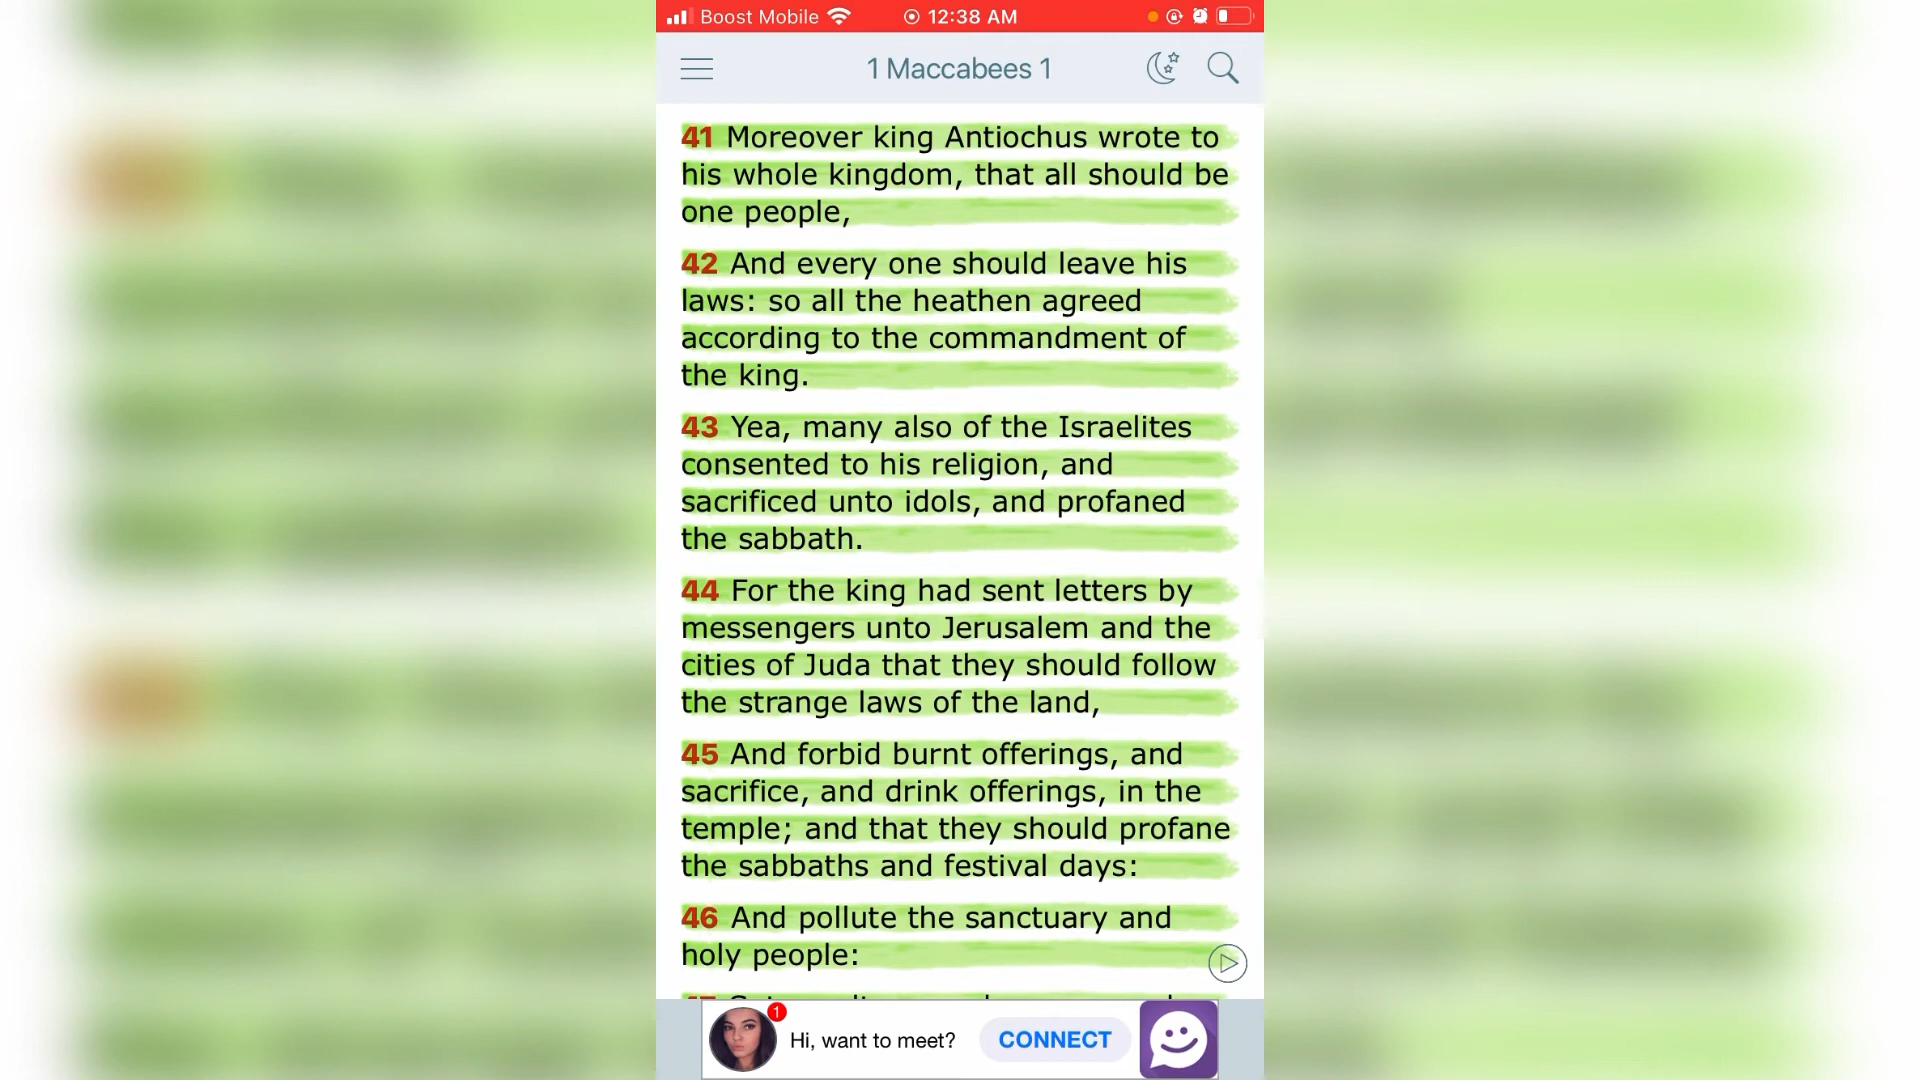 Boost Mobile 12:38 AM
1 Maccabees 1
41 Moreover king Antiochus wrote to
his whole kingdom, that all should be
one people,
42 And every one should leave his
laws: so all the heathen agreed
according to the commandment of
the king.
43 Yea, many also of the Israelites
consented to his religion, and
sacrificed unto idols, and profaned
the sabbath.
44 For the king had sent letters by
messengers unto Jerusalem and the
cities of Juda that they should follow
the strange laws of the land,
45 And forbid burnt offerings, and
sacrifice, and drink offerings, in the
temple; and that they should profane
the sabbaths and festival days:
46 And pollute the sanctuary and
holy people:
1
Hi, want to meet? CONNECT